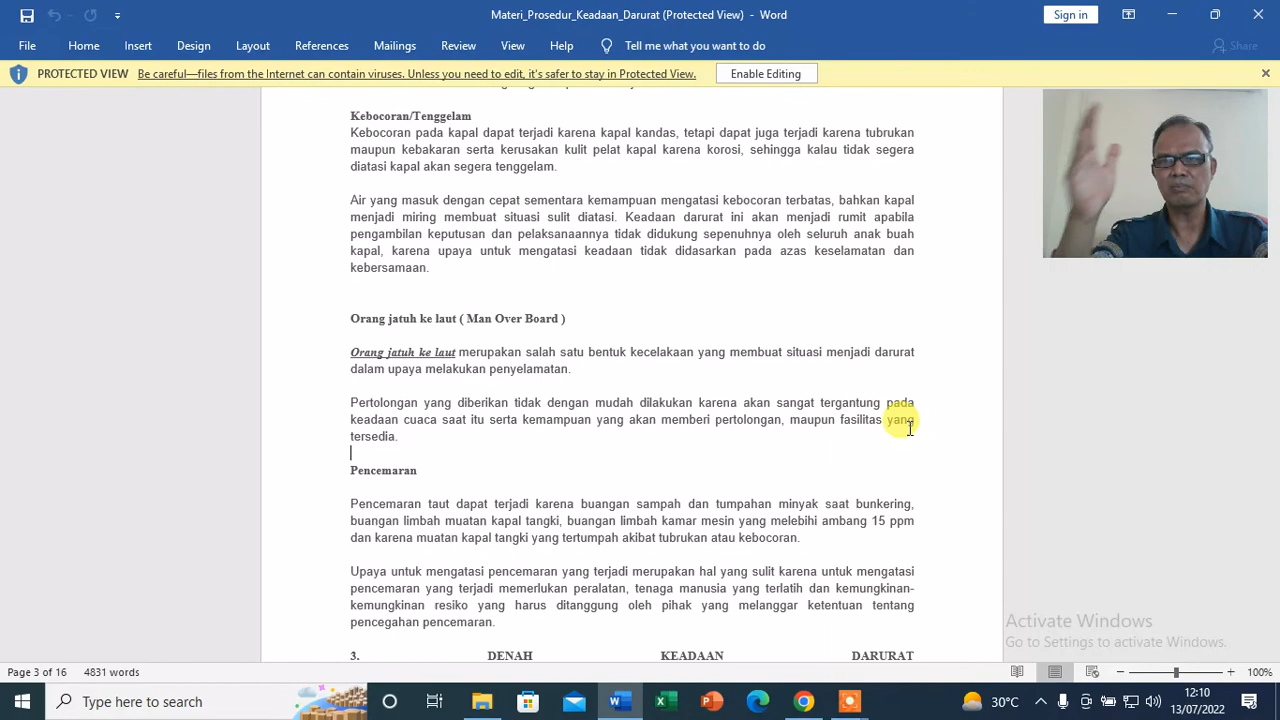 Materi_Prosedur_Keadaan_Darurat (Protected View) - Word
Sign in
File Home Insert Design Layout References Mailings Review View Help Tell me what you want to do Share
PROTECTED VIEW Be careful—files from the Internet can contain viruses. Unless you need to edit, it's safer to stay in Protected View. Enable Editing
Kebocoran/Tenggelam
Kebocoran pada kapal dapat terjadi karena kapal kandas, tetapi dapat juga terjadi karena tubrukan
maupun kebakaran serta kerusakan kulit pelat kapal karena korosi, sehingga kalau tidak segera
diatasi kapal akan segera tenggelam.
Air yang masuk dengan cepat sementara kemampuan mengatasi kebocoran terbatas, bahkan kapal
menjadi miring membuat situasi sulit diatasi. Keadaan darurat ini akan menjadi rumit apabila
pengambilan keputusan dan pelaksanaannya tidak didukung sepenuhnya oleh seluruh anak buah
kapal, karena upaya untuk mengatasi keadaan tidak didasarkan pada azas keselamatan dan
kebersamaan.
Orang jatuh ke laut ( Man Over Board )
Orang jatuh ke laut merupakan salah satu bentuk kecelakaan yang membuat situasi menjadi darurat
dalam upaya melakukan penyelamatan.
Pertolongan yang diberikan tidak dengan mudah dilakukan karena akan sangat tergantung pada
keadaan cuaca saat itu serta kemampuan yang akan memberi pertolongan, maupun fasilitas yang
tersedia.
Pencemaran
Pencemaran taut dapat terjadi karena buangan sampah dan tumpahan minyak saat bunkering,
buangan limbah muatan kapal tangki, buangan limbah kamar mesin yang melebihi ambang 15 ppm
dan karena muatan kapal tangki yang tertumpah akibat tubrukan atau kebocoran.
Upaya untuk mengatasi pencemaran yang terjadi merupakan hal yang sulit karena untuk mengatasi
pencemaran yang terjadi memerlukan peralatan, tenaga manusia yang terlatih dan kemungkinan-
kemungkinan resiko yang harus ditanggung oleh pihak yang melanggar ketentuan tentang
pencegahan pencemaran.
3. DENAH KEADAAN DARURAT
Activate Windows
Go to Settings to activate Windows.
Page 3 of 16 4831 words 100%
Type here to search 30°C 12:10
13/07/2022